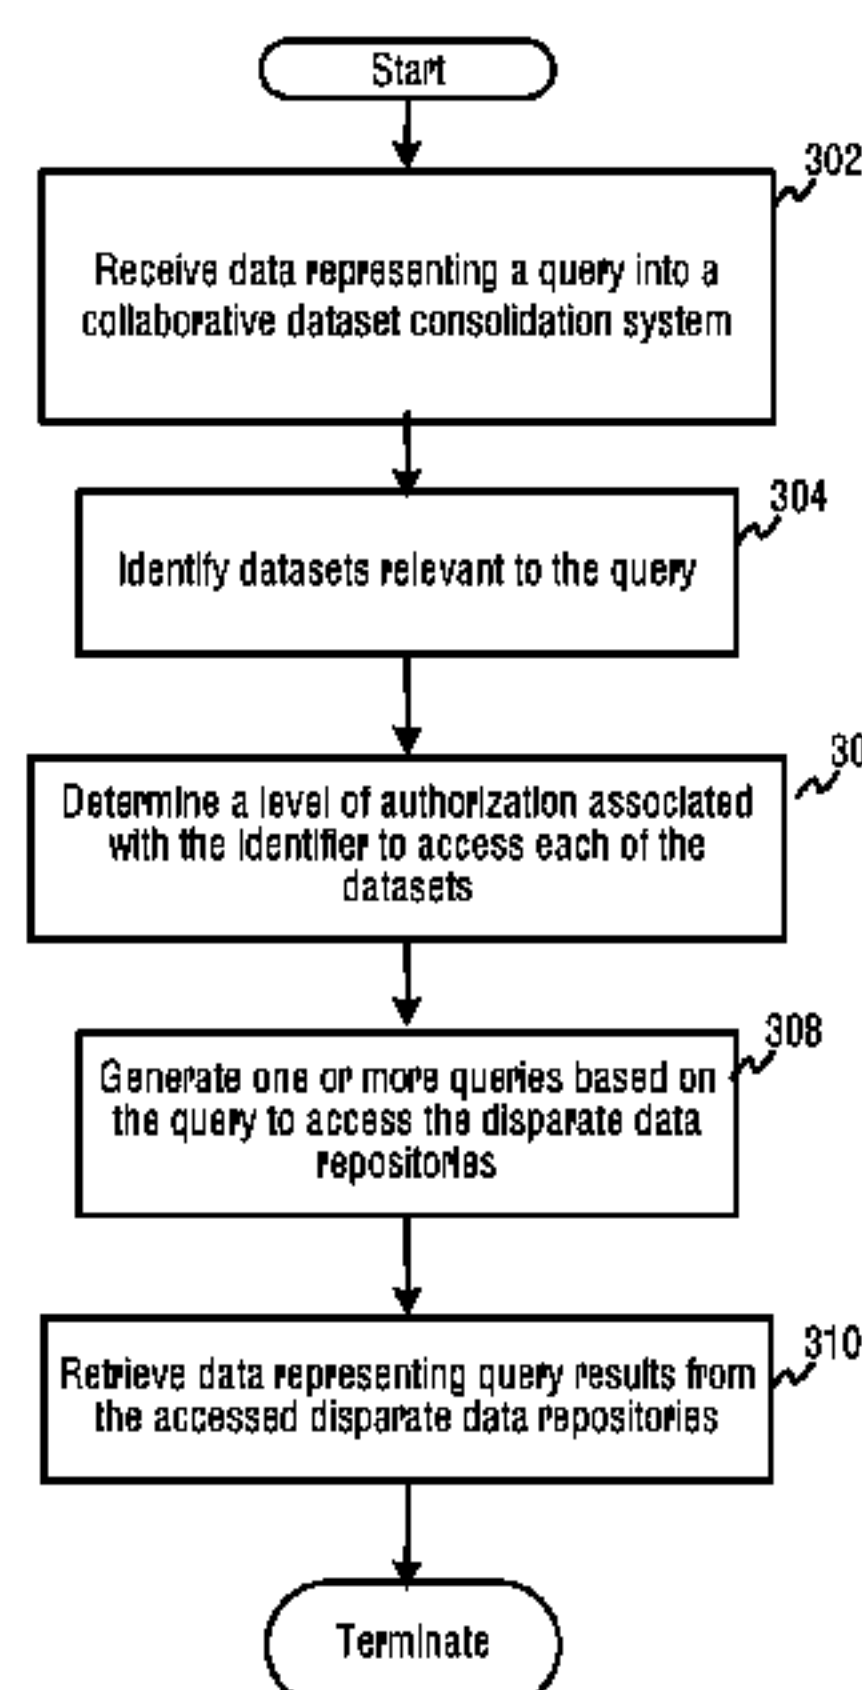 Start
302
Receive data representing a query into a
collaborative dataset consolidation system
304
Identify datasets relevant to the query
30
Determine a level of authorization associated
with the identifier to access each of the
datasets
308
Generate one or more queries based on
the query to access the disparate data
repositories
310
Retrieve data representing query results from
the accessed disparate data repositories
Terminate